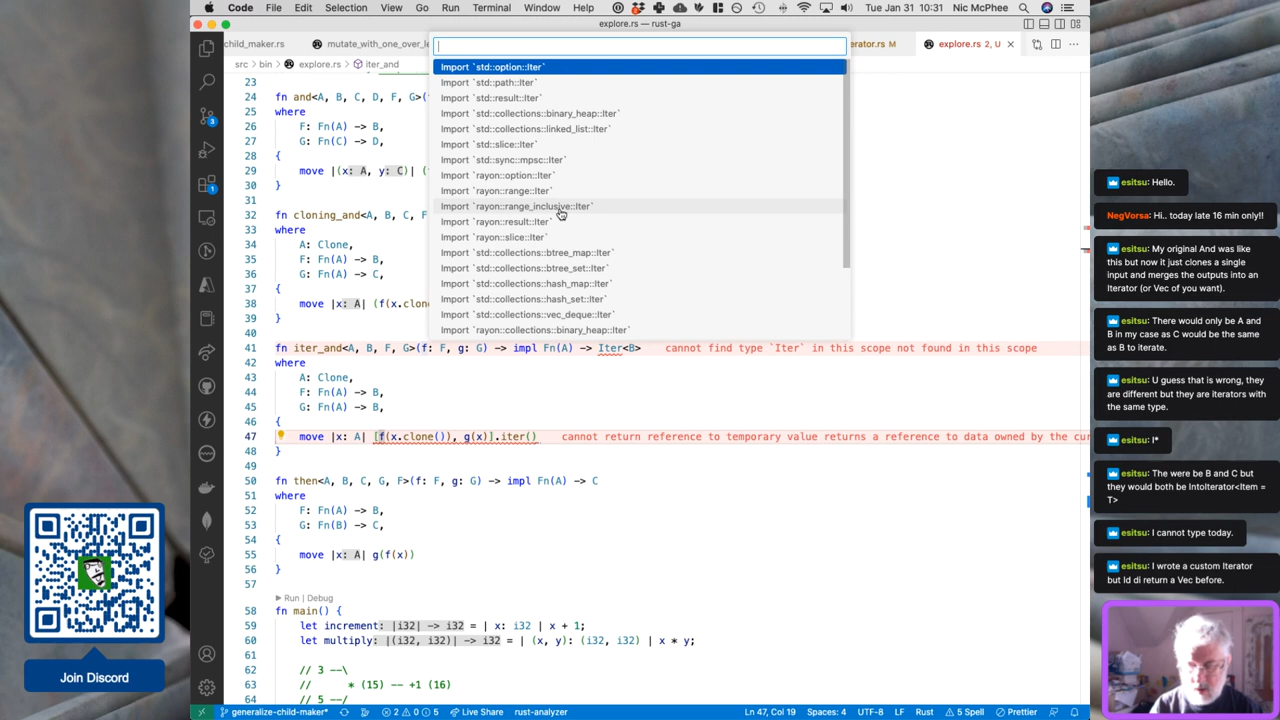 Code File Edit Selection View Go Run Terminal Window Help Tue Jan 31 10:31 Nic McPhee
explore.rs — rust-ga
child_maker.rs mutate_with_one_over_le erator.rs M explore.rs 2, U
src > bin > explore.rs > iter_and
Import `std::option::Iter`
Import `std::path::Iter`
Import `std::result::Iter`
Import `std::collections::binary_heap::Iter`
Import `std::collections::linked_list::Iter`
Import `std::slice::Iter`
Import `std::sync::mpsc::Iter`
Import `rayon::option::Iter`
Import `rayon::range::Iter`
Import `rayon::range_inclusive::Iter`
Import `rayon::result::Iter`
Import `rayon::slice::Iter`
Import `std::collections::btree_map::Iter`
Import `std::collections::btree_set::Iter`
Import `std::collections::hash_map::Iter`
Import `std::collections::hash_set::Iter`
Import `std::collections::vec_deque::Iter`
Import `rayon::collections::binary_heap::Iter`
23
24 fn and<A, B, C, D, F, G>(
25 where
26 F: Fn(A) -> B,
27 G: Fn(C) -> D,
28 {
29 move |(x: A, y: C)| (
30 }
31
32 fn cloning_and<A, B, C, F
33 where
34 A: Clone,
35 F: Fn(A) -> B,
36 G: Fn(A) -> C,
37 {
38 move |x: A| (f(x.clon
39 }
40
41 fn iter_and<A, B, F, G>(f: F, g: G) -> impl Fn(A) -> Iter<B> cannot find type `Iter` in this scope not found in this scope
42 where
43 A: Clone,
44 F: Fn(A) -> B,
45 G: Fn(A) -> B,
46 {
47 move |x: A| [f(x.clone()), g(x)].iter() cannot return reference to temporary value returns a reference to data owned by the cur
48 }
49
50 fn then<A, B, C, G, F>(f: F, g: G) -> impl Fn(A) -> C
51 where
52 F: Fn(A) -> B,
53 G: Fn(B) -> C,
54 {
55 move |x: A| g(f(x))
56 }
57
Run | Debug
58 fn main() {
59 let increment: |i32| -> i32 = | x: i32 | x + 1;
60 let multiply: |(i32, i32)| -> i32 = | (x, y): (i32, i32) | x * y;
61
62 // 3 --\
63 // * (15) -- +1 (16)
64 // 5 --/
generalize-child-maker* 2 0 5 Live Share rust-analyzer Ln 47, Col 19 Spaces: 4 UTF-8 LF Rust 5 Spell Prettier
3
1
Join Discord
esitsu: Hello.
NegVorsa: Hi.. today late 16 min only!!
esitsu: My original And was like
this but now it just clones a single
input and merges the outputs into an
Iterator (or Vec of you want).
esitsu: There would only be A and
B in my case as C would be the same
as B to iterate.
esitsu: U guess that is wrong, they
are different but they are iterators with
the same type.
esitsu: I*
esitsu: The were be B and C but
they would both be IntoIterator<Item =
T>
esitsu: I cannot type today.
esitsu: I wrote a custom Iterator
but Id di return a Vec before.